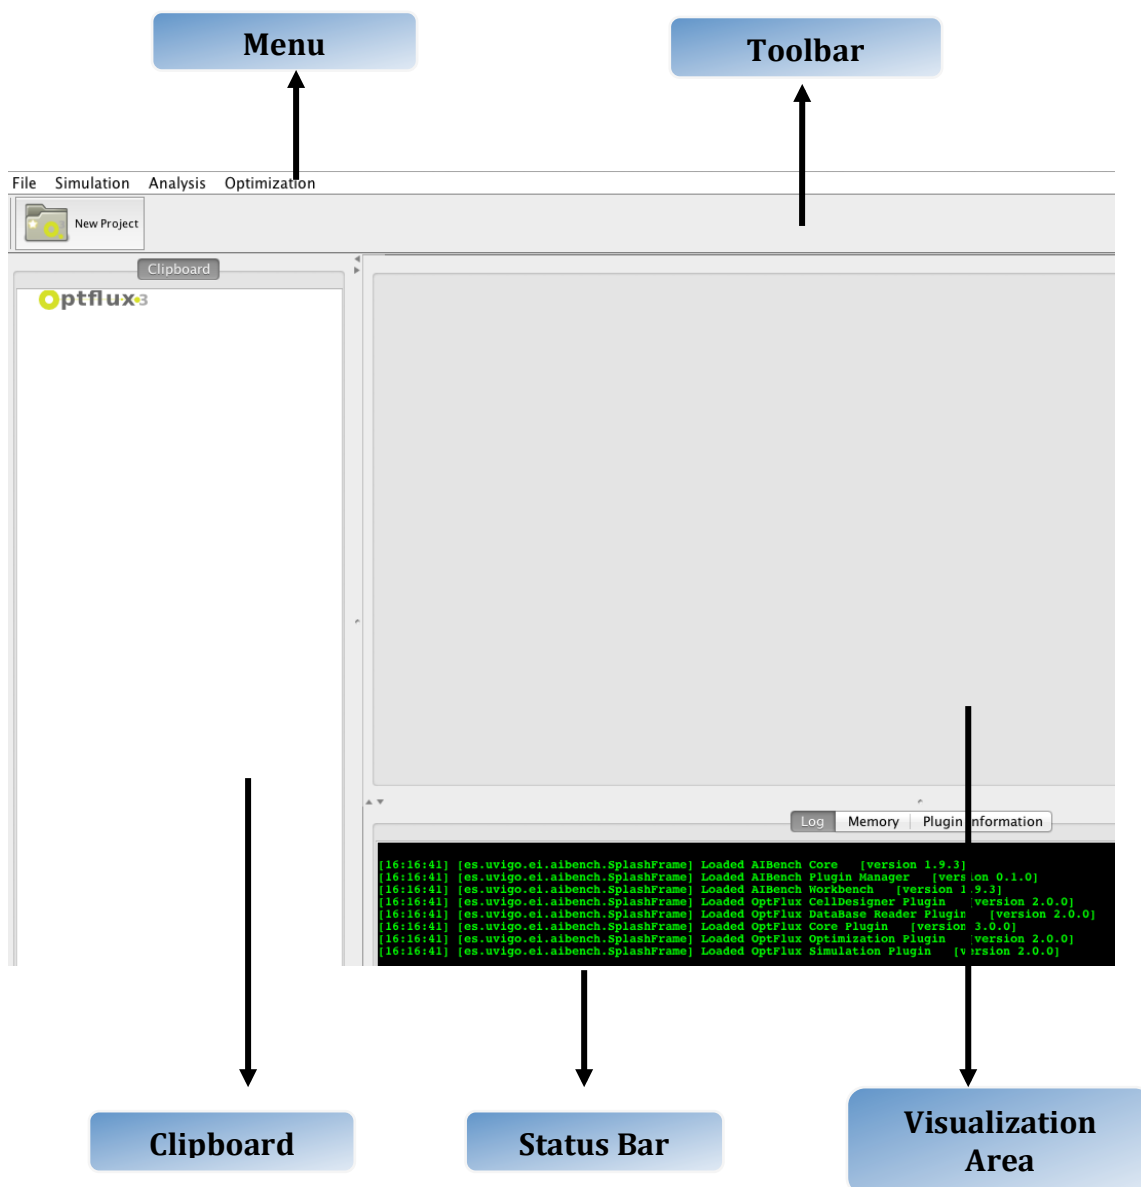 Menu
Toolbar
File Simulation Analysis Optimization
New Project
Clipboard
Optflux3
Log Memory Plugin Information
[16:16:41] [es.uvigo.ei.aibench.SplashFrame] Loaded AIBench Core [version 1.9.3]
[16:16:41] [es.uvigo.ei.aibench.SplashFrame] Loaded AIBench Plugin Manager [version 0.1.0]
[16:16:41] [es.uvigo.ei.aibench.SplashFrame] Loaded AIBench Workbench [version 1.9.3]
[16:16:41] [es.uvigo.ei.aibench.SplashFrame] Loaded OptFlux CellDesigner Plugin [version 2.0.0]
[16:16:41] [es.uvigo.ei.aibench.SplashFrame] Loaded OptFlux DataBase Reader Plugin [version 2.0.0]
[16:16:41] [es.uvigo.ei.aibench.SplashFrame] Loaded OptFlux Core Plugin [version 3.0.0]
[16:16:41] [es.uvigo.ei.aibench.SplashFrame] Loaded OptFlux Optimization Plugin [version 2.0.0]
[16:16:41] [es.uvigo.ei.aibench.SplashFrame] Loaded OptFlux Simulation Plugin [version 2.0.0]
Clipboard
Status Bar
Visualization
Area